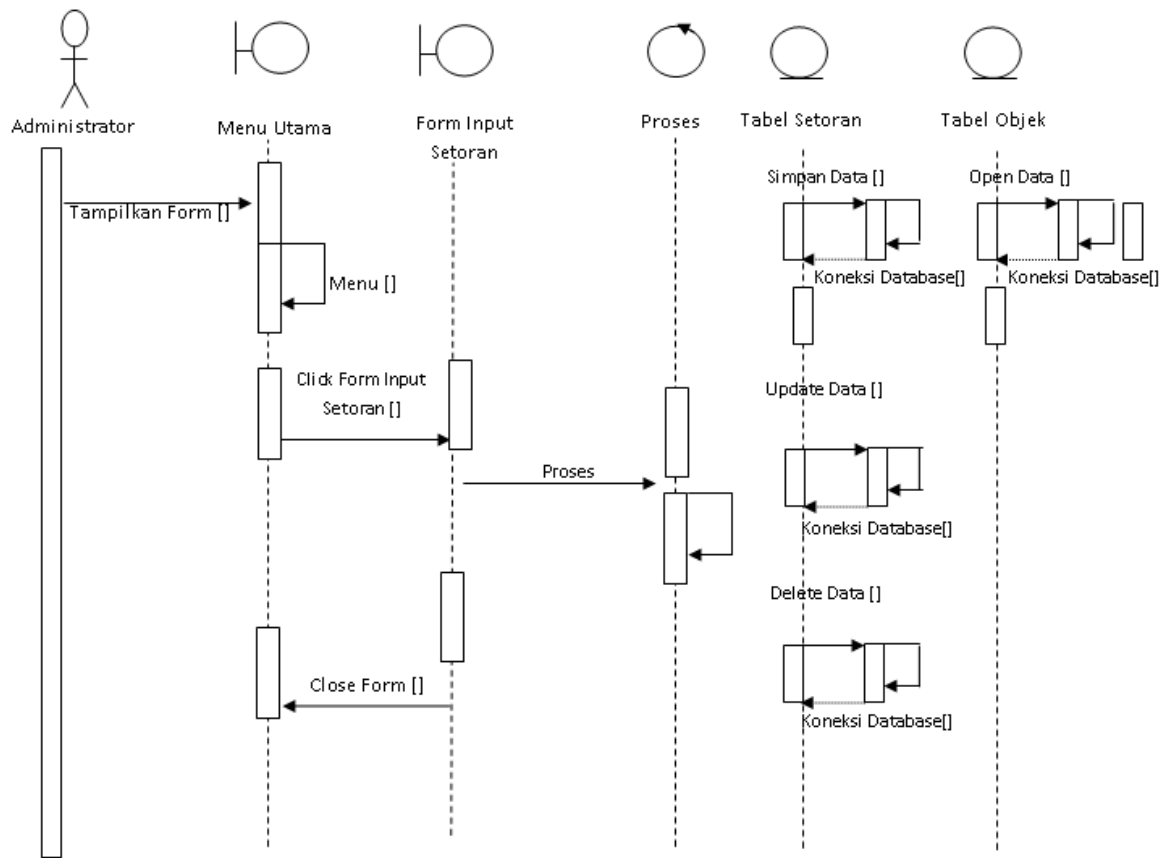 Administrator
Menu Utama
Form Input
Setoran
Proses
Tabel Setoran
Tabel Objek
Simpan Data []
Open Data []
Tampilkan Form []
Koneksi Database[]
Koneksi Database[]
Menu []
Click Form Input
Setoran []
Update Data []
Proses
Koneksi Database[]
Delete Data []
Close Form []
Koneksi Database[]